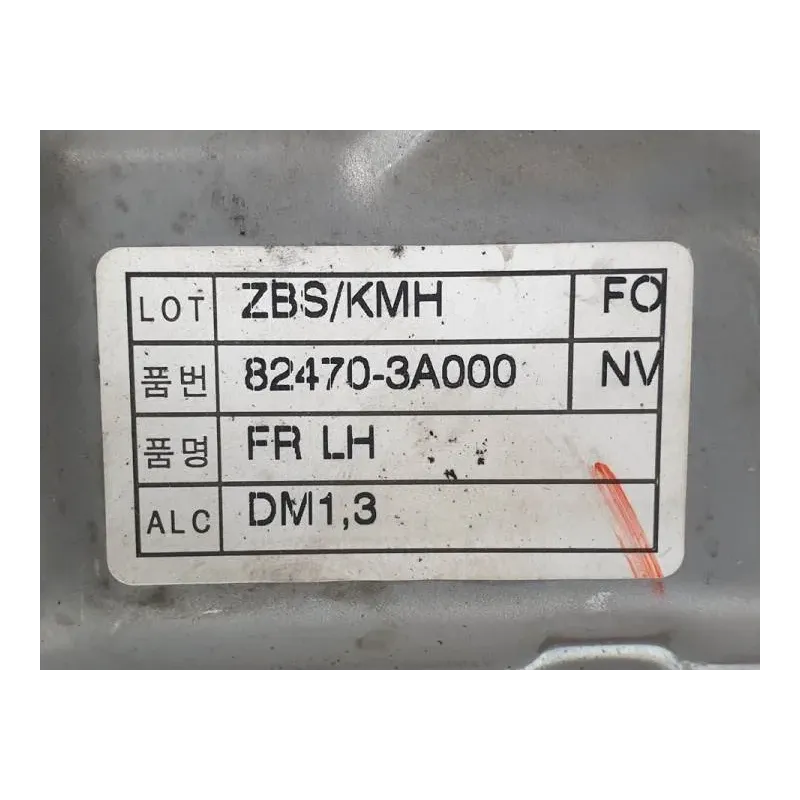 LOT ZBS/KMH FO
품번 82470-3A000 NV
품명 FR LH
ALC DM1,3